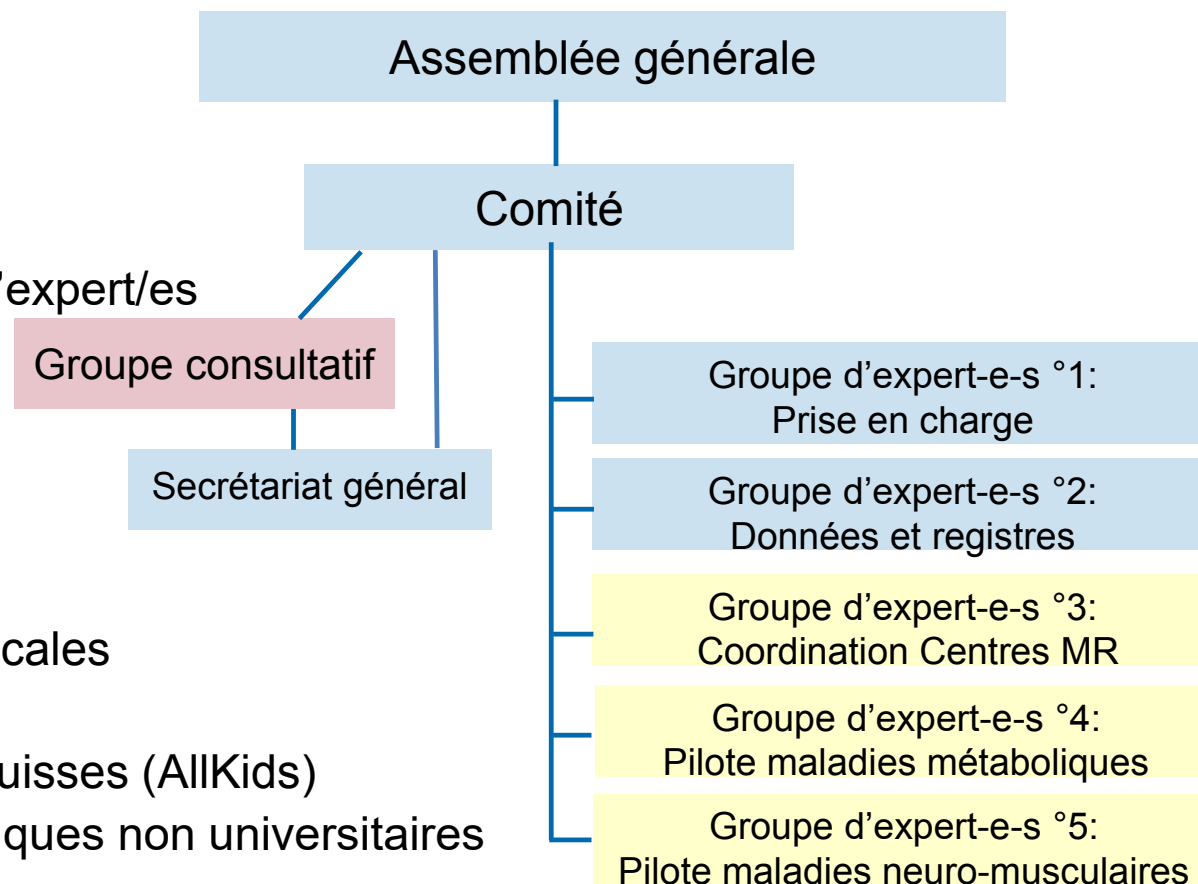 Assemblée générale
Comité
’expert/es
Groupe consultatif
Secrétariat général
Groupe d’expert-e-s °1:
Prise en charge
Groupe d’expert-e-s °2:
Données et registres
Groupe d’expert-e-s °3:
Coordination Centres MR
cales
Groupe d’expert-e-s °4:
Pilote maladies métaboliques
uisses (AllKids)
ques non universitaires
Groupe d’expert-e-s °5:
Pilote maladies neuro-musculaires